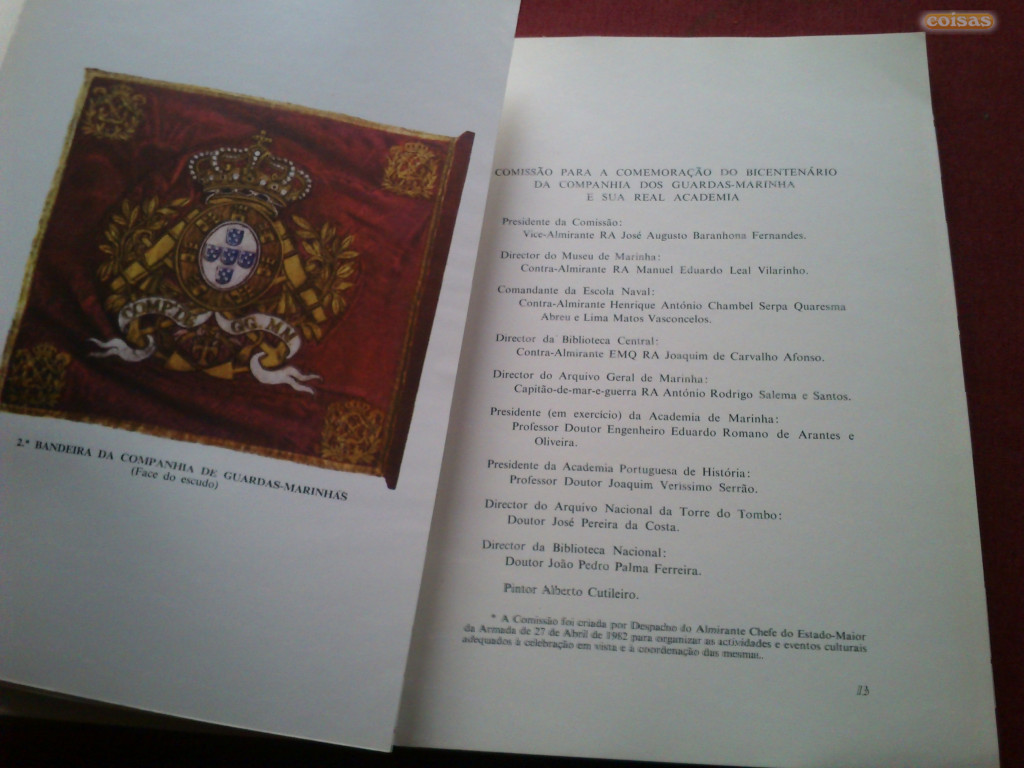 coisas
COMPª DE GG. MM.
2.ª BANDEIRA DA COMPANHIA DE GUARDAS-MARINHAS
(Face do escudo)
COMISSÃO PARA A COMEMORAÇÃO DO BICENTENÁRIO
DA COMPANHIA DOS GUARDAS-MARINHA
E SUA REAL ACADEMIA
Presidente da Comissão:
Vice-Almirante RA José Augusto Baranhona Fernandes.
Director do Museu de Marinha:
Contra-Almirante RA Manuel Eduardo Leal Vilarinho.
Comandante da Escola Naval:
Contra-Almirante Henrique António Chambel Serpa Quaresma
Abreu e Lima Matos Vasconcelos.
Director da Biblioteca Central:
Contra-Almirante EMQ RA Joaquim de Carvalho Afonso.
Director do Arquivo Geral de Marinha:
Capitão-de-mar-e-guerra RA António Rodrigo Salema e Santos.
Presidente (em exercício) da Academia de Marinha:
Professor Doutor Engenheiro Eduardo Romano de Arantes e
Oliveira.
Presidente da Academia Portuguesa de História:
Professor Doutor Joaquim Veríssimo Serrão.
Director do Arquivo Nacional da Torre do Tombo:
Doutor José Pereira da Costa.
Director da Biblioteca Nacional:
Doutor João Pedro Palma Ferreira.
Pintor Alberto Cutileiro.
* A Comissão foi criada por Despacho do Almirante Chefe do Estado-Maior
da Armada de 27 de Abril de 1982 para organizar as actividades e eventos culturais
adequados à celebração em vista e à coordenação das mesmas.
13